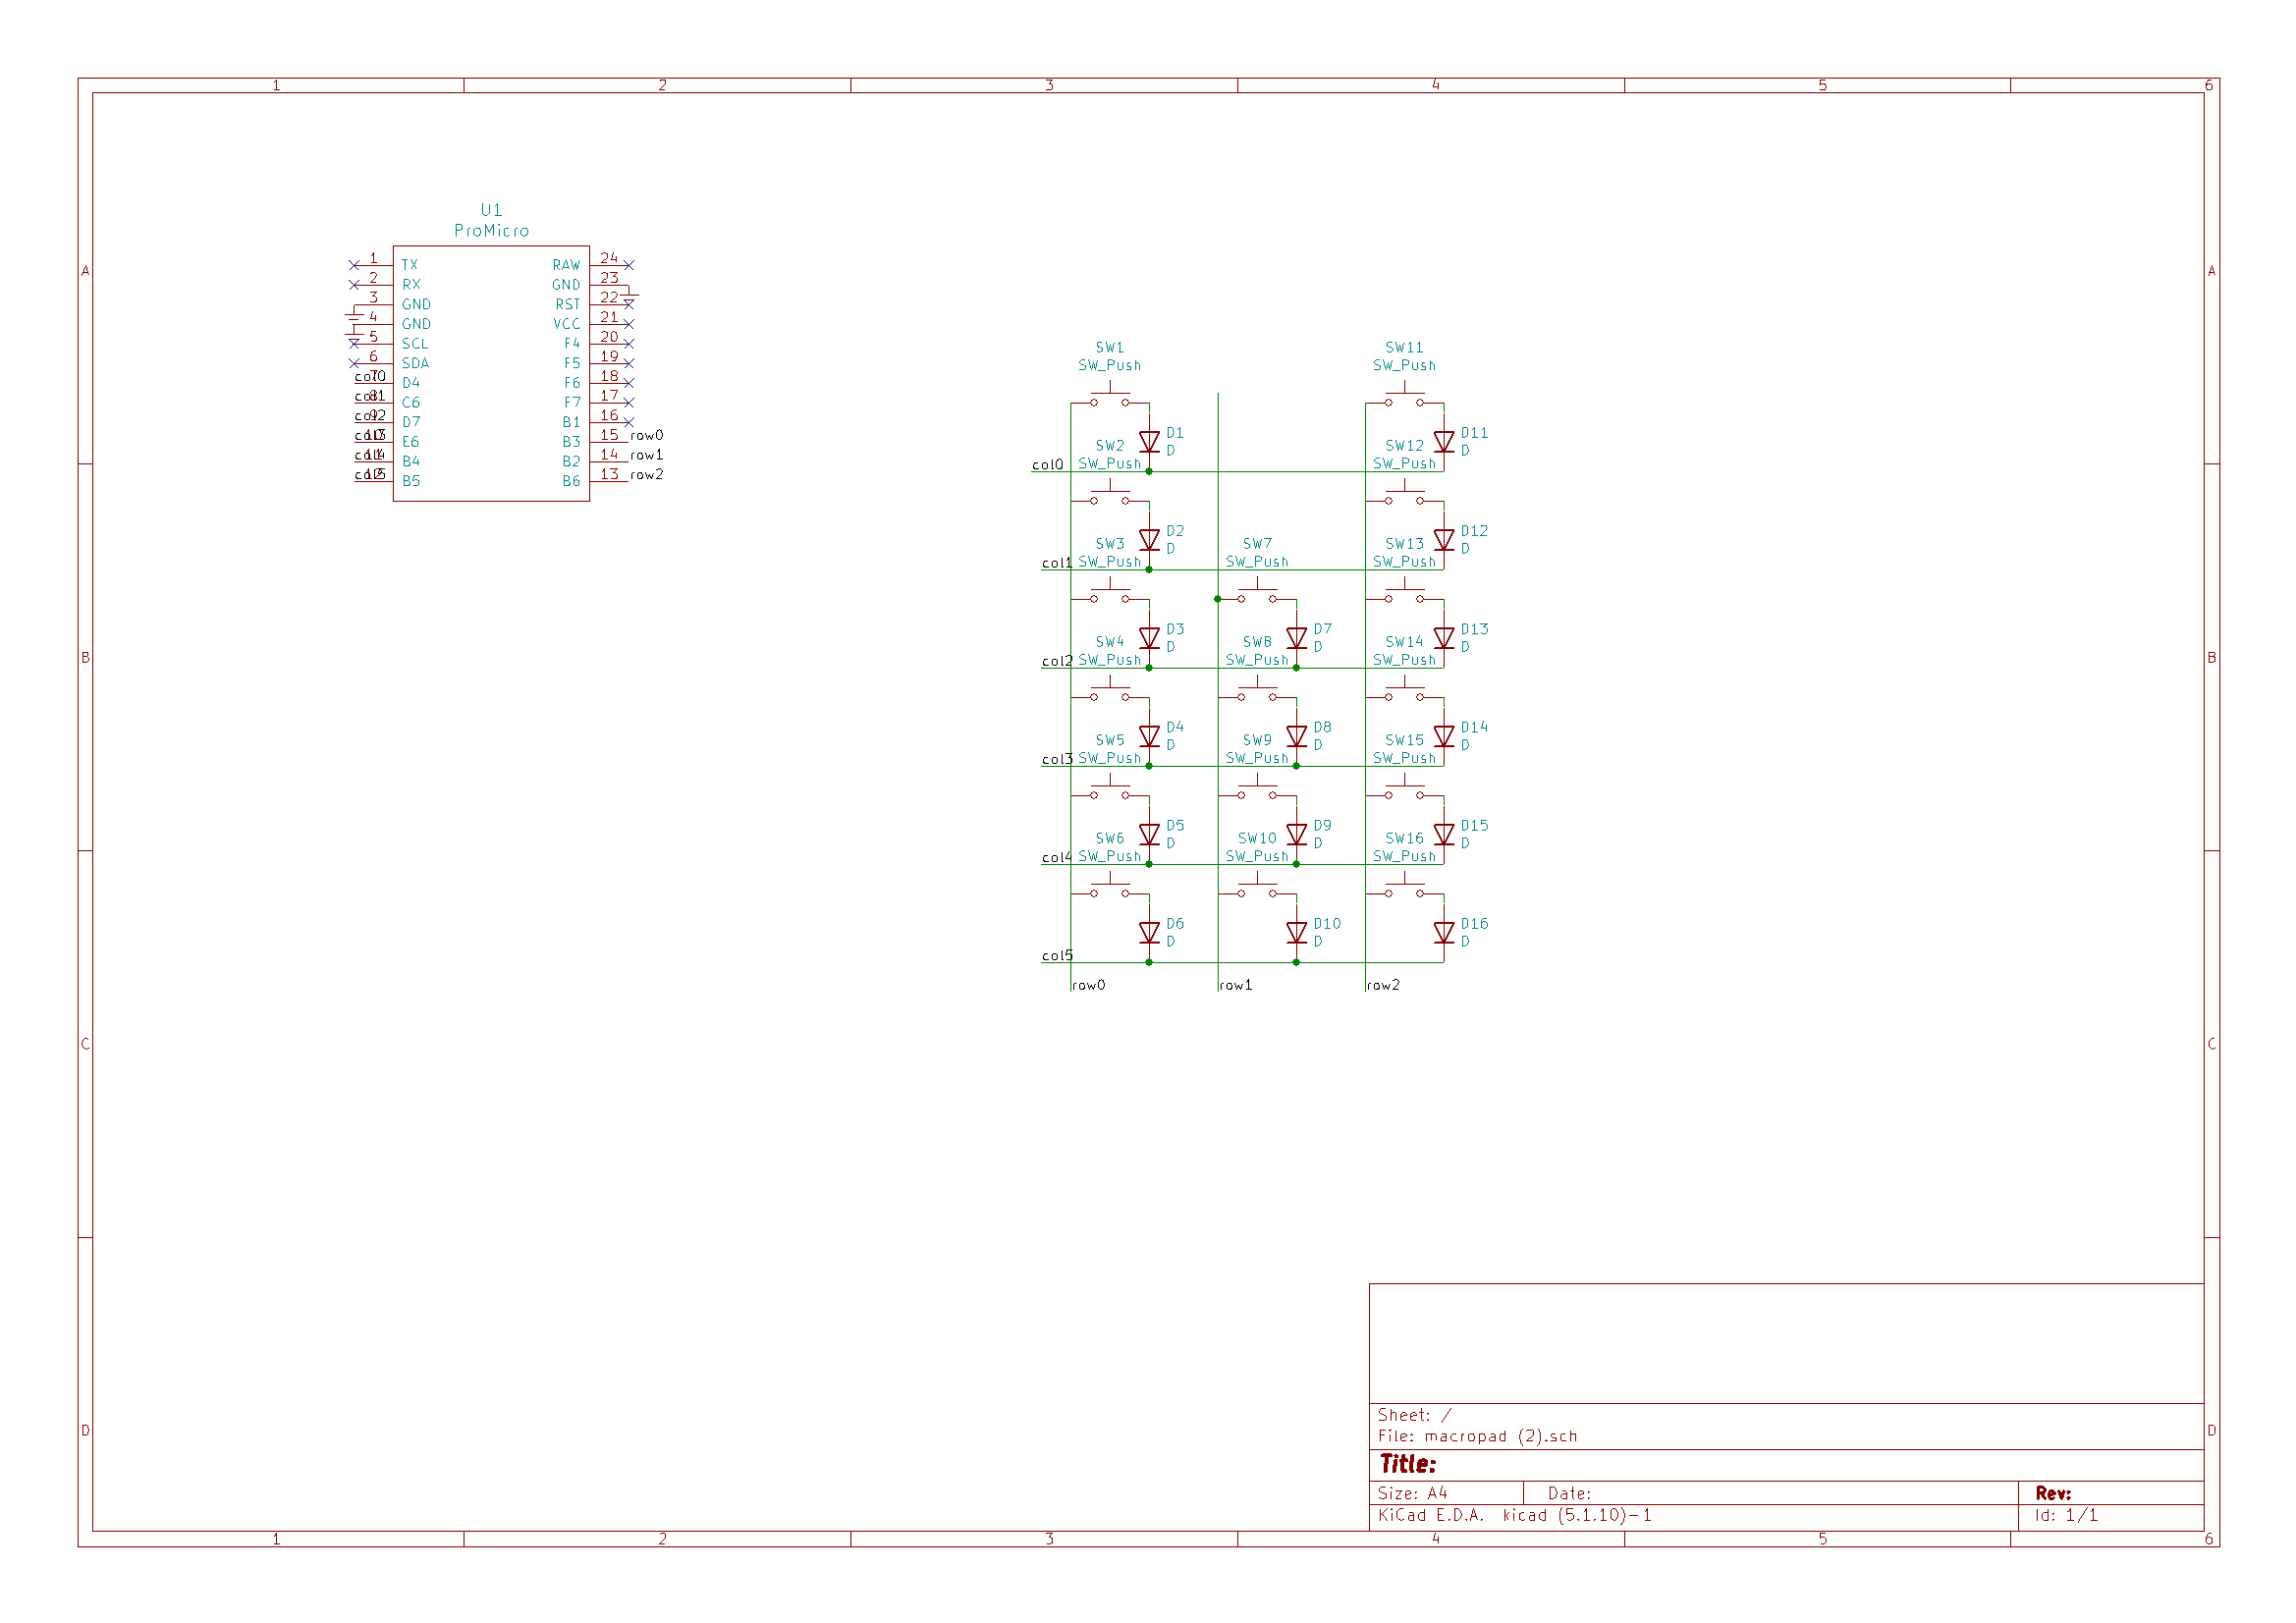 1 2 3 4 5 6
A A
U1
ProMicro
1 TX RAW 24
2 RX GND 23
3 GND RST 22
4 GND VCC 21
5 SCL F4 20
6 SDA F5 19
col0 7 D4 F6 18
col1 8 C6 F7 17
col2 9 D7 B1 16
col3 10 E6 B3 15 row0
col4 11 B4 B2 14 row1
col5 12 B5 B6 13 row2
SW1 SW11
SW_Push SW_Push
D1 D11
D D
SW2 SW12
col0 SW_Push SW_Push
D2 D12
D D
SW3 SW7 SW13
col1 SW_Push SW_Push SW_Push
D3 D7 D13
D D D
SW4 SW8 SW14
col2 SW_Push SW_Push SW_Push
B B
D4 D8 D14
D D D
SW5 SW9 SW15
col3 SW_Push SW_Push SW_Push
D5 D9 D15
D D D
SW6 SW10 SW16
col4 SW_Push SW_Push SW_Push
D6 D10 D16
D D D
col5
row0 row1 row2
C C
Sheet: /
File: macropad (2).sch
D D
Title:
Size: A4 Date: Rev:
KiCad E.D.A. kicad (5.1.10)-1 Id: 1/1
1 2 3 4 5 6